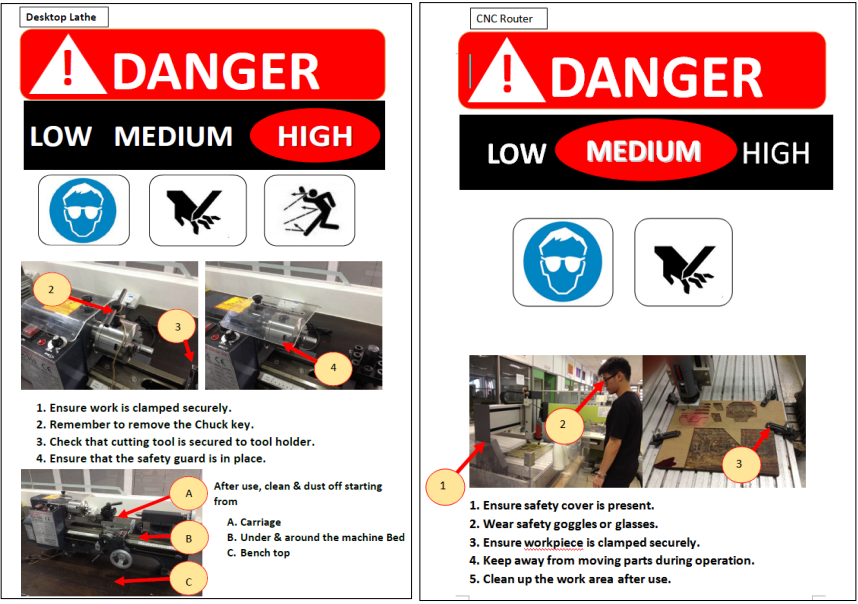 Desktop Lathe
DANGER
LOW MEDIUM HIGH
2
3
4
1. Ensure work is clamped securely.
2. Remember to remove the Chuck key.
3. Check that cutting tool is secured to tool holder.
4. Ensure that the safety guard is in place.
After use, clean & dust off starting
from
A. Carriage
B. Under & around the machine Bed
C. Bench top
A
B
C
CNC Router
DANGER
LOW MEDIUM HIGH
1
2
3
1. Ensure safety cover is present.
2. Wear safety goggles or glasses.
3. Ensure workpiece is clamped securely.
4. Keep away from moving parts during operation.
5. Clean up the work area after use.